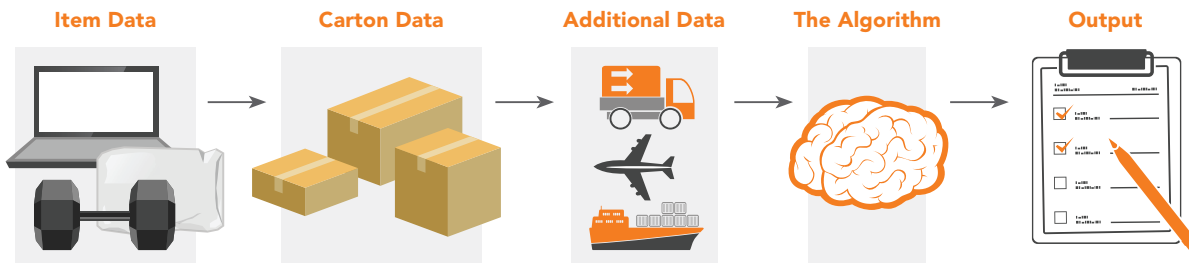 Item Data
Carton Data
Additional Data
The Algorithm
Output